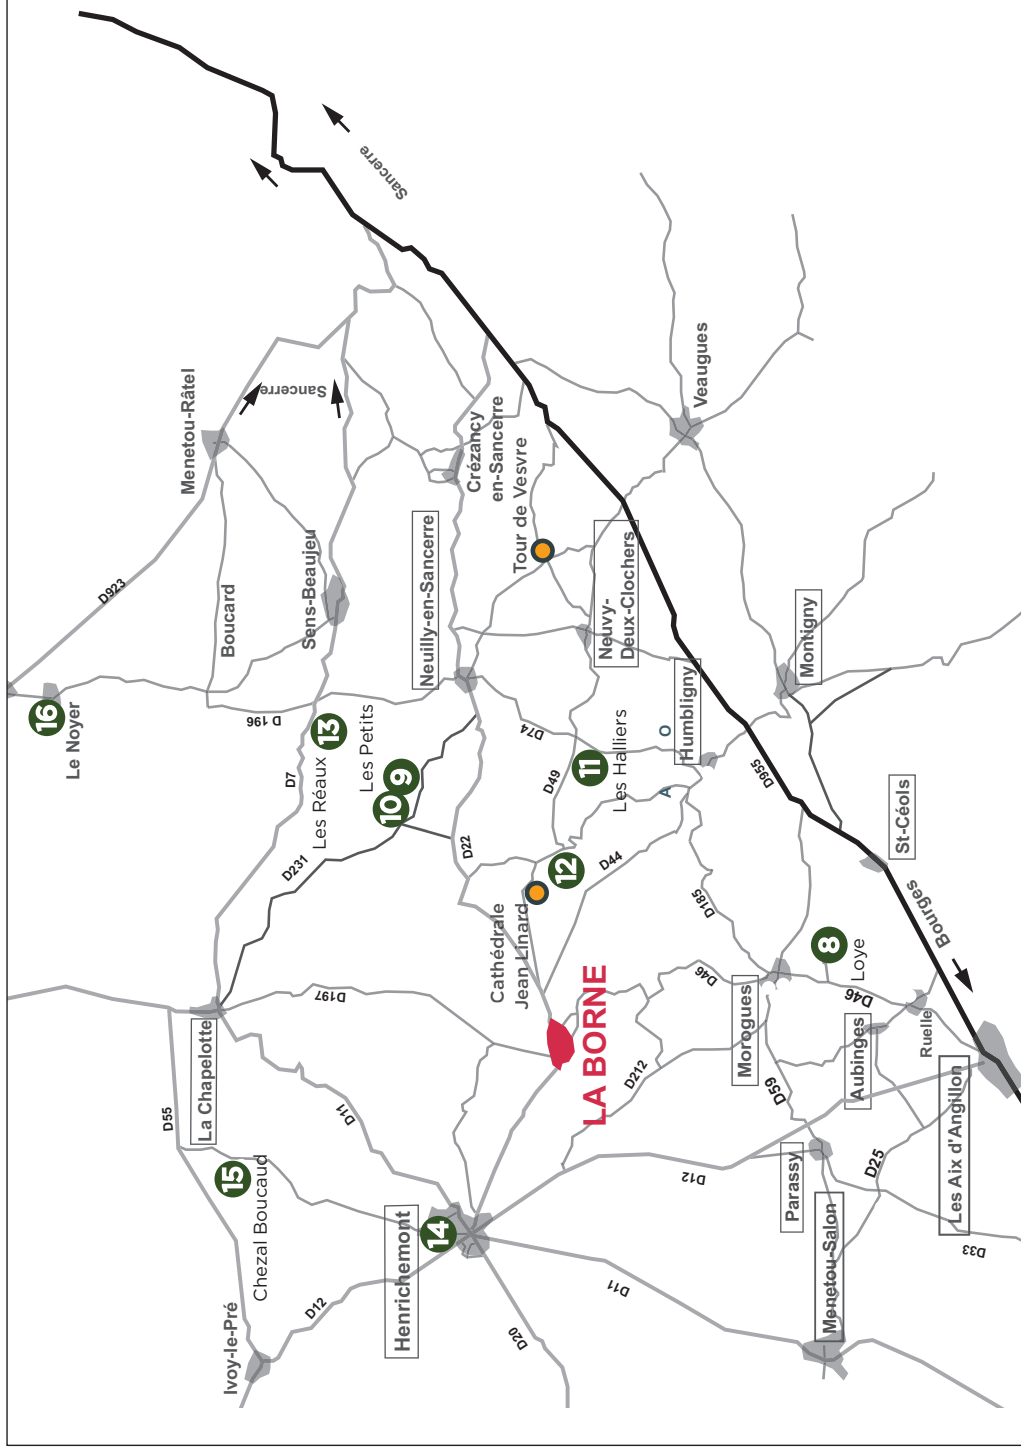 16
Le Noyer
D923
Menetou-Râtel
Boucard
Sancerre
Sancerre
Sens-Beaujeu
D 196
D7
13
Les Réaux
Les Petits
10
9
D231
D22
Neuilly-en-Sancerre
Crézancy
en-Sancerre
Tour de Vesvre
Neuvy-
Deux-Clochers
Veaugues
D74
D49
11
Les Halliers
A
O
Humbligny
Montigny
D955
St-Céols
Bourges
12
D44
Cathédrale
Jean Linard
D185
8
Loye
D46
D46
Morogues
Aubinges
Ruelle
LA BORNE
D197
D212
D59
La Chapelotte
D55
D11
15
Chezal Boucaud
14
Henrichemont
D12
Ivoy-le-Pré
D12
D20
D11
Parassy
D25
Menetou-Salon
Les Aix d'Angillon
D33